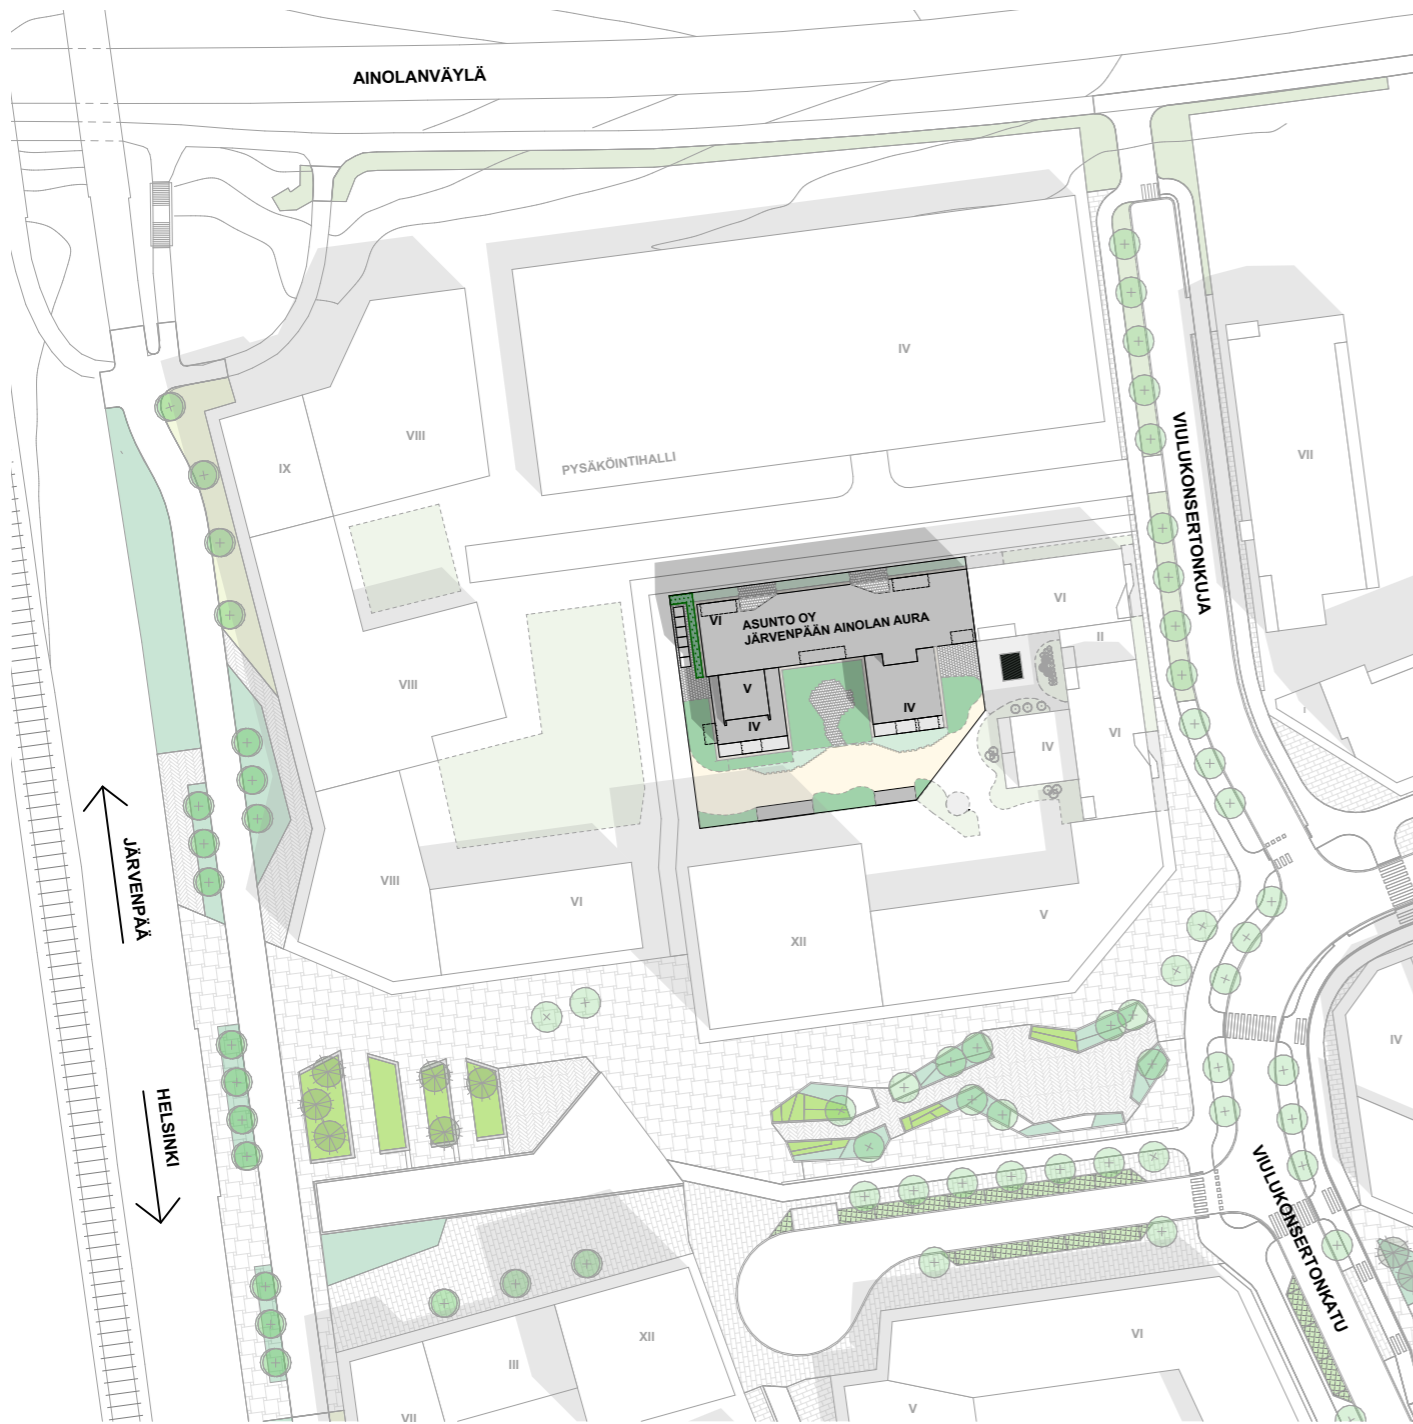 AINOLANVÄYLÄ
IV
VIII
IX
PYSÄKÖINTIHALLI
VIULUKONSERTONKUJA
VII
VI
ASUNTO OY
JÄRVENPÄÄN AINOLAN AURA
VI
II
VIII
V
IV
IV
IV
VI
I
JÄRVENPÄÄ
VIII
VI
XII
V
IV
HELSINKI
VIULUKONSERTONKATU
XII
III
VI
VII
V